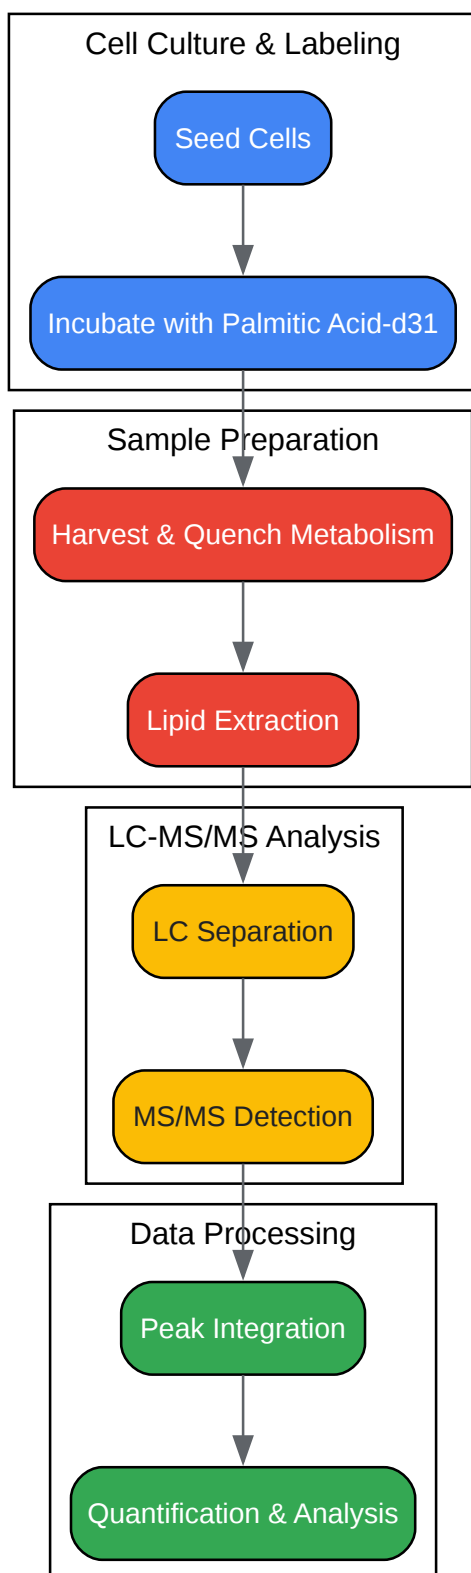 Cell Culture & Labeling
Seed Cells
Incubate with Palmitic Acid-d31
Sample Preparation
Harvest & Quench Metabolism
Lipid Extraction
LC-MS/MS Analysis
LC Separation
MS/MS Detection
Data Processing
Peak Integration
Quantification & Analysis